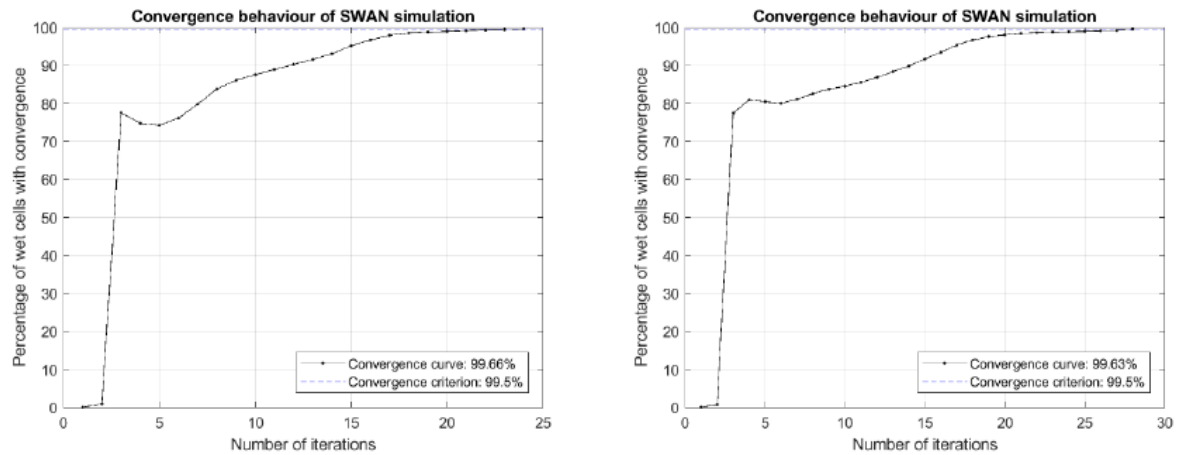 Convergence behaviour of SWAN simulation
Percentage of wet cells with convergence
100
90
80
70
60
50
40
30
20
10
0
Convergence curve: 99.66%
Convergence criterion: 99.5%
0 5 10 15 20 25
Number of iterations
Convergence behaviour of SWAN simulation
Percentage of wet cells with convergence
100
90
80
70
60
50
40
30
20
10
0
Convergence curve: 99.63%
Convergence criterion: 99.5%
0 5 10 15 20 25 30
Number of iterations